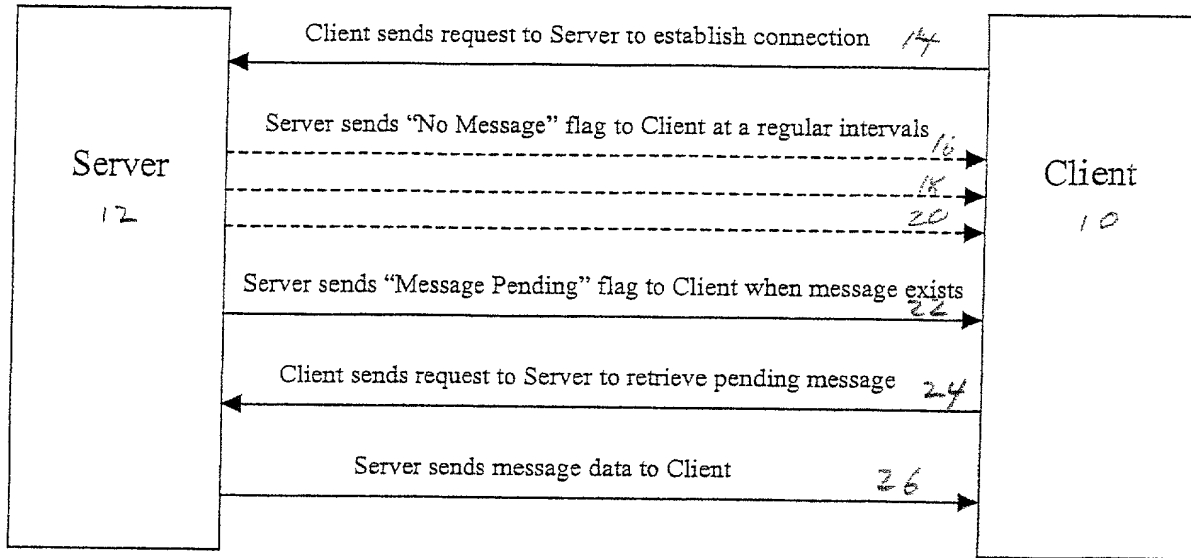 Client sends request to Server to establish connection 14
Server sends “No Message” flag to Client at a regular intervals
16
Server
12
18
20
Client
10
Server sends “Message Pending” flag to Client when message exists
22
Client sends request to Server to retrieve pending message 24
Server sends message data to Client 26